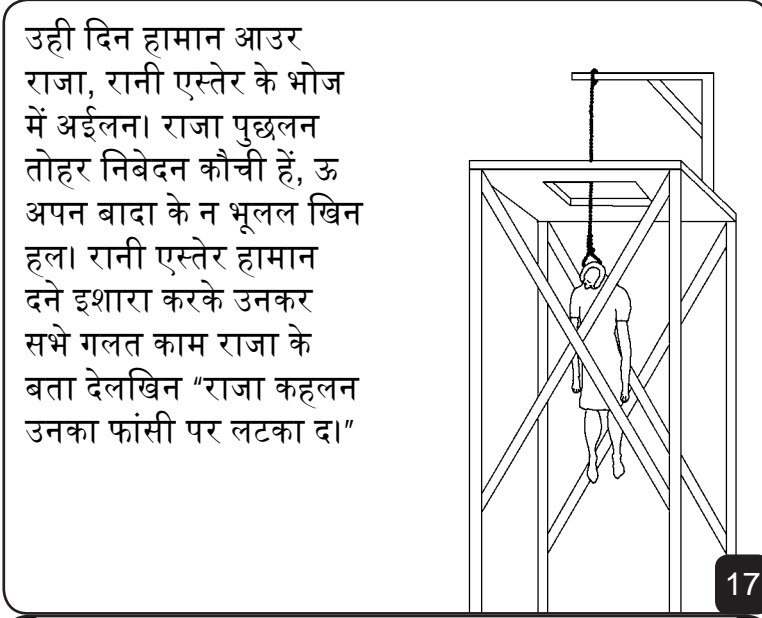 उही दिन हामान आउर
राजा, रानी एस्तेर के भोज
में अईलन। राजा पुछलन
तोहर निबेदन कौची हें, ऊ
अपन बादा के न भूलल खिन
हल। रानी एस्तेर हामान
दने इशारा करके उनकर
सभे गलत काम राजा के
बता देलखिन “राजा कहलन
उनका फांसी पर लटका द।”
17